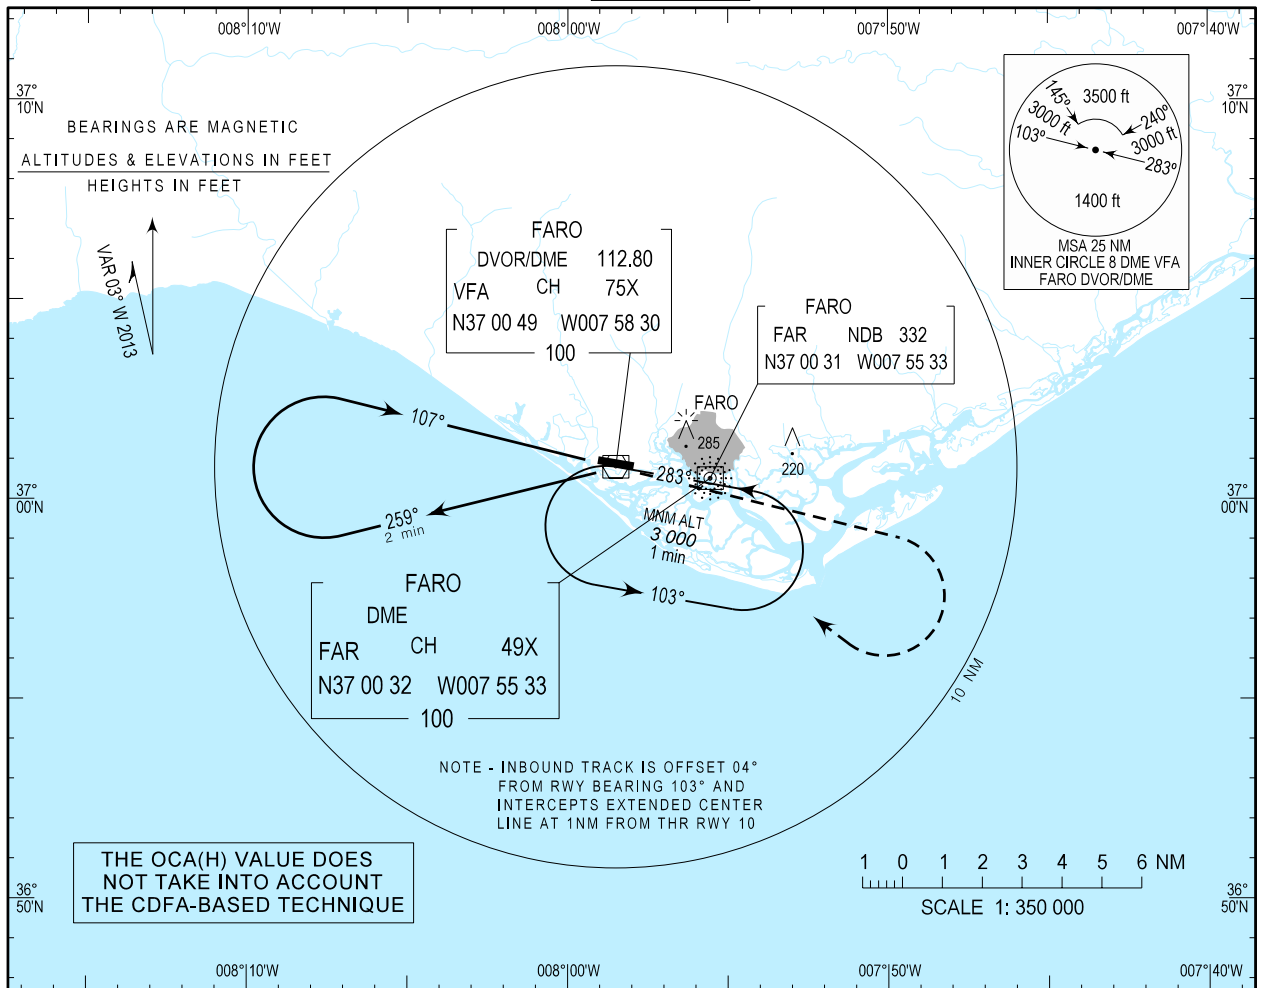 008°10'W
008°00'W
007°50'W
007°40'W
37°
10'N
37°
10'N
BEARINGS ARE MAGNETIC
ALTITUDES & ELEVATIONS IN FEET
HEIGHTS IN FEET
VAR 03° W 2013
145°
3500 ft
3000 ft
240°
103°
3000 ft
283°
1400 ft
MSA 25 NM
INNER CIRCLE 8 DME VFA
FARO DVOR/DME
FARO
DVOR/DME 112.80
VFA CH 75X
N37 00 49 W007 58 30
100
FARO
FAR NDB 332
N37 00 31 W007 55 33
FARO
285
220
107°
283°
259°
2 min
MNM ALT
3 000
1 min
103°
37°
00'N
37°
00'N
FARO
DME
FAR CH 49X
N37 00 32 W007 55 33
100
10 NM
NOTE - INBOUND TRACK IS OFFSET 04°
FROM RWY BEARING 103° AND
INTERCEPTS EXTENDED CENTER
LINE AT 1NM FROM THR RWY 10
THE OCA(H) VALUE DOES
NOT TAKE INTO ACCOUNT
THE CDFA-BASED TECHNIQUE
1 0 1 2 3 4 5 6 NM
SCALE 1: 350 000
36°
50'N
36°
50'N
008°10'W
008°00'W
007°50'W
007°40'W